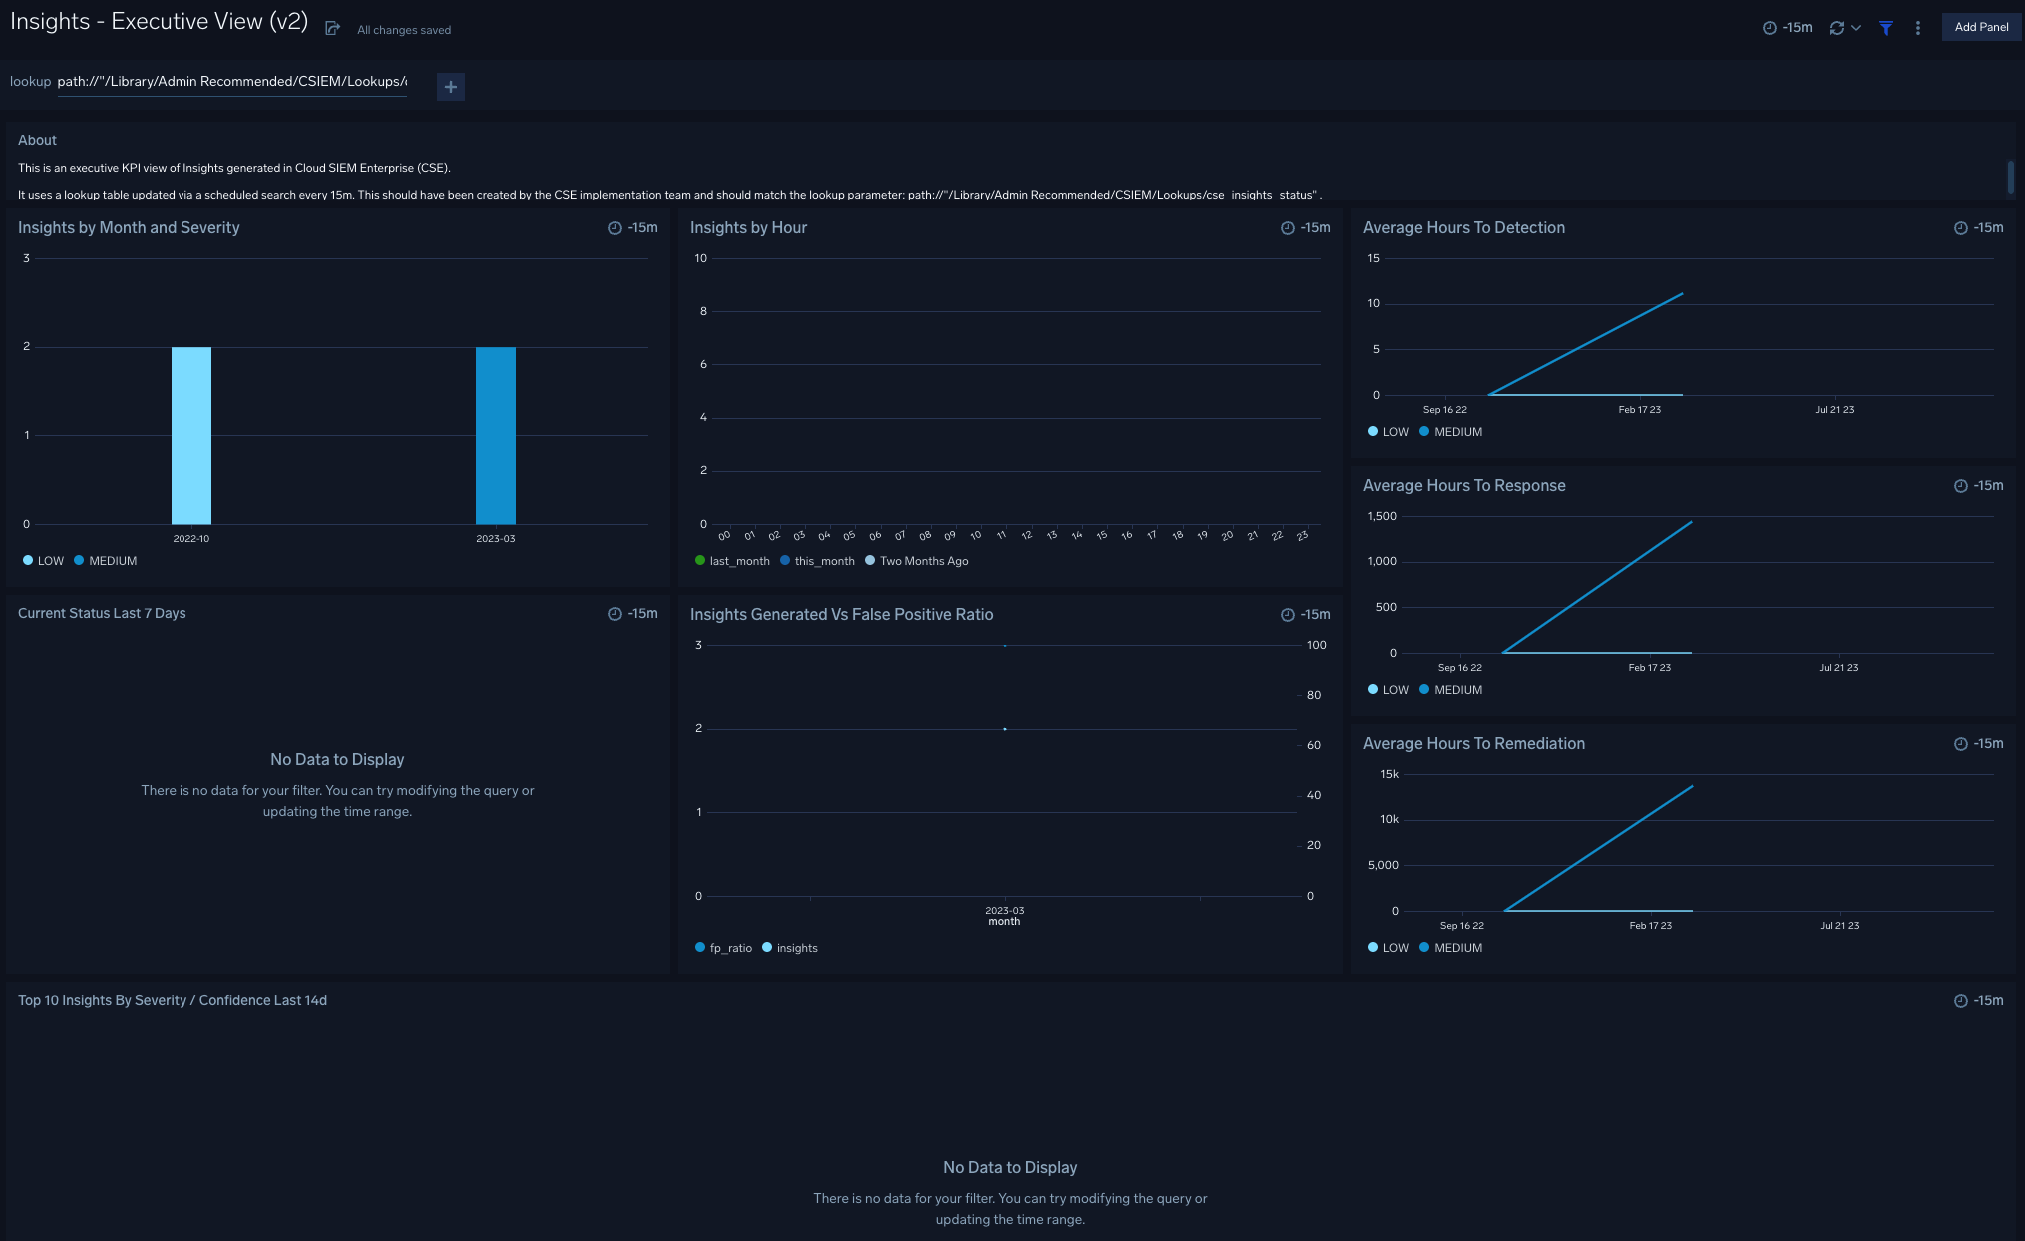 Insights - Executive View (v2)
All changes saved
-15m
Add Panel
lookup path://"/Library/Admin Recommended/CSIEM/Lookups/
About
This is an executive KPI view of Insights generated in Cloud SIEM Enterprise (CSE).
It uses a lookup table updated via a scheduled search every 15m. This should have been created by the CSE implementation team and should match the lookup parameter: path://"/Library/Admin Recommended/CSIEM/Lookups/cse_insights_status" .
Insights by Month and Severity
-15m
3
2
1
0
2022-10
2023-03
LOW
MEDIUM
Insights by Hour
-15m
10
8
6
4
2
0
00 01 02 03 04 05 06 07 08 09 10 11 12 13 14 15 16 17 18 19 20 21 22 23
last_month
this_month
Two Months Ago
Average Hours To Detection
-15m
15
10
5
0
Sep 16 22
Feb 17 23
Jul 21 23
LOW
MEDIUM
Average Hours To Response
-15m
1,500
1,000
500
0
Sep 16 22
Feb 17 23
Jul 21 23
LOW
MEDIUM
Current Status Last 7 Days
-15m
No Data to Display
There is no data for your filter. You can try modifying the query or
updating the time range.
Insights Generated Vs False Positive Ratio
-15m
3
2
1
0
100
80
60
40
20
0
2023-03
month
fp_ratio
insights
Average Hours To Remediation
-15m
15k
10k
5,000
0
Sep 16 22
Feb 17 23
Jul 21 23
LOW
MEDIUM
Top 10 Insights By Severity / Confidence Last 14d
-15m
No Data to Display
There is no data for your filter. You can try modifying the query or
updating the time range.